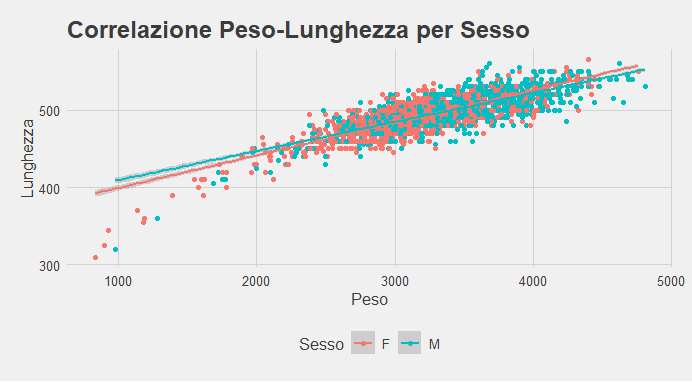 Correlazione Peso-Lunghezza per Sesso
Lunghezza
500
400
300
1000 2000 3000 4000 5000
Peso
Sesso F M